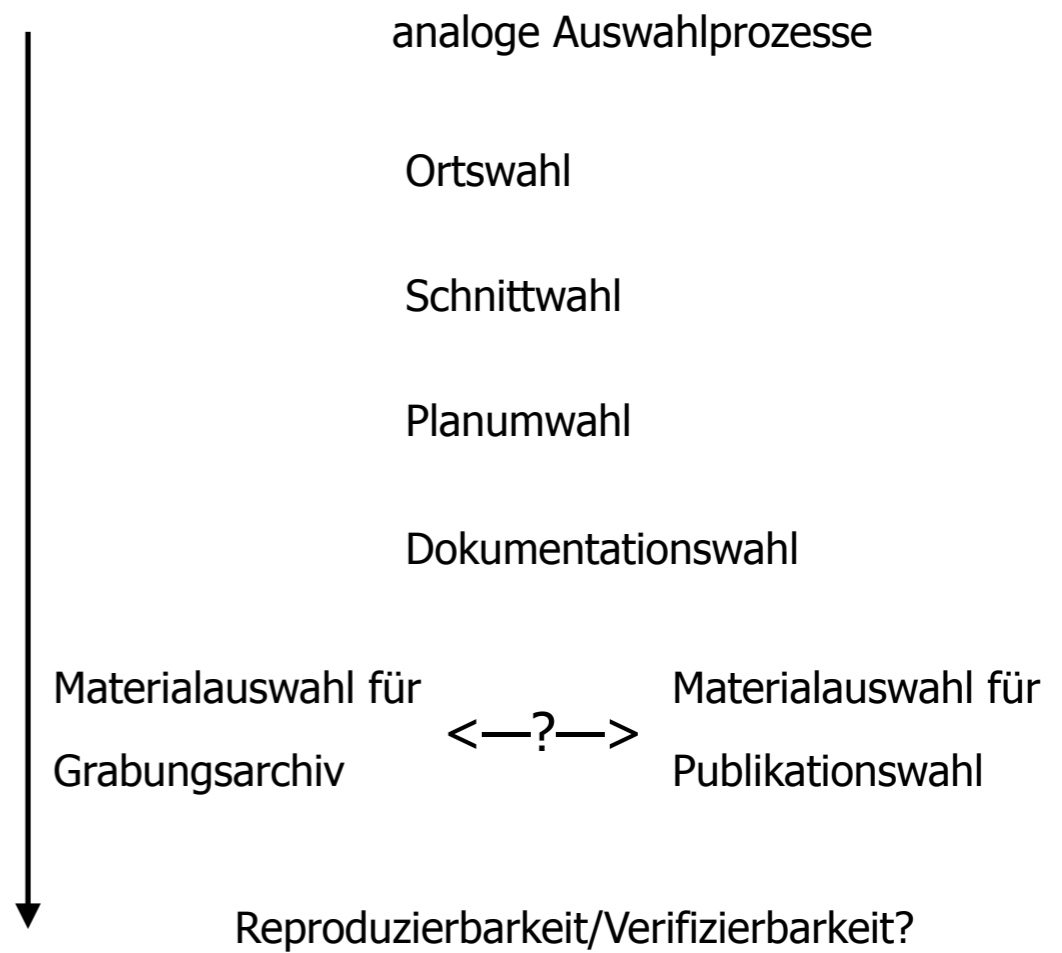 analoge Auswahlprozesse
Ortswahl
Schnittwahl
Planumwahl
Dokumentationswahl
Materialauswahl für
Grabungsarchiv
<—?—>
Materialauswahl für
Publikationswahl
Reproduzierbarkeit/Verifizierbarkeit?